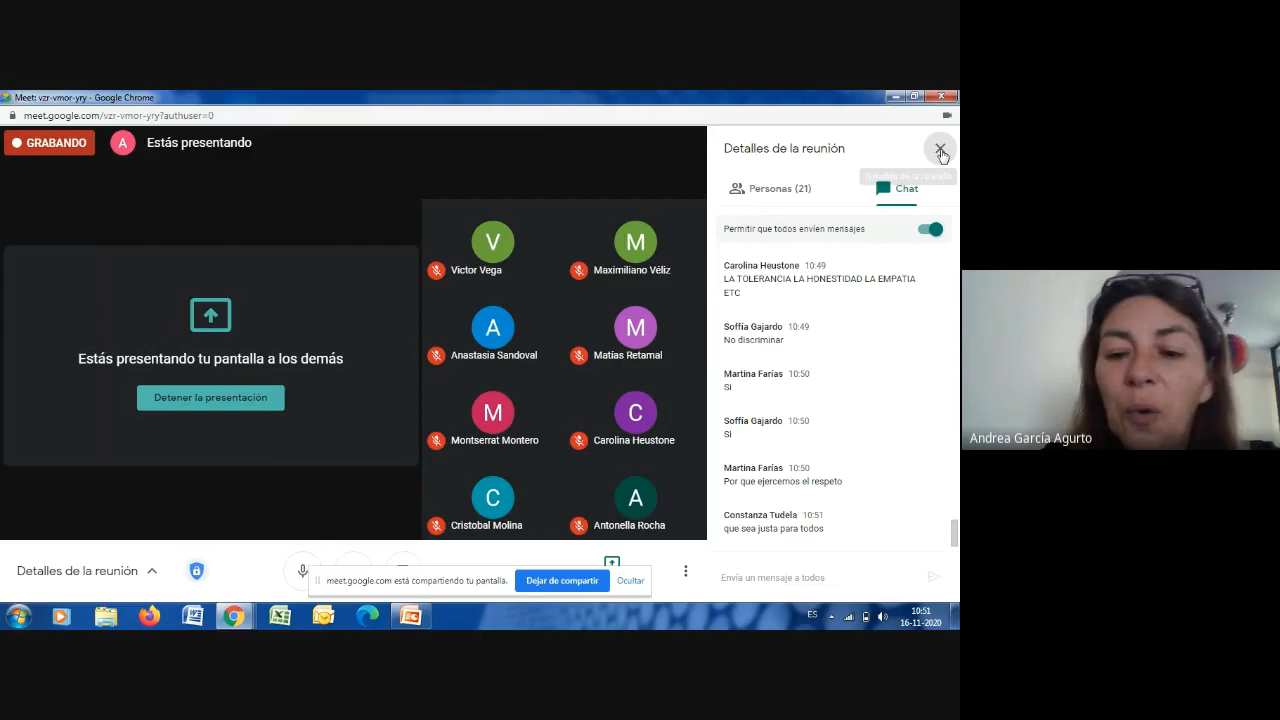 Meet: vzr-vmor-yry - Google Chrome
meet.google.com/vzr-vmor-yry?authuser=0
GRABANDO
A
Estás presentando
Estás presentando tu pantalla a los demás
Detener la presentación
V
M
Victor Vega
Maximiliano Véliz
A
M
Anastasia Sandoval
Matías Retamal
M
C
Montserrat Montero
Carolina Heustone
C
A
Cristobal Molina
Antonella Rocha
Detalles de la reunión
Personas (21)
Chat
Permitir que todos envíen mensajes
Carolina Heustone 10:49
LA TOLERANCIA LA HONESTIDAD LA EMPATIA
ETC
Soffía Gajardo 10:49
No discriminar
Martina Farías 10:50
Si
Soffía Gajardo 10:50
Si
Martina Farías 10:50
Por que ejercemos el respeto
Constanza Tudela 10:51
que sea justa para todos
Envía un mensaje a todos
Detalles de la reunión
meet.google.com está compartiendo tu pantalla.
Dejar de compartir
Ocultar
ES
10:51
16-11-2020
Andrea García Agurto